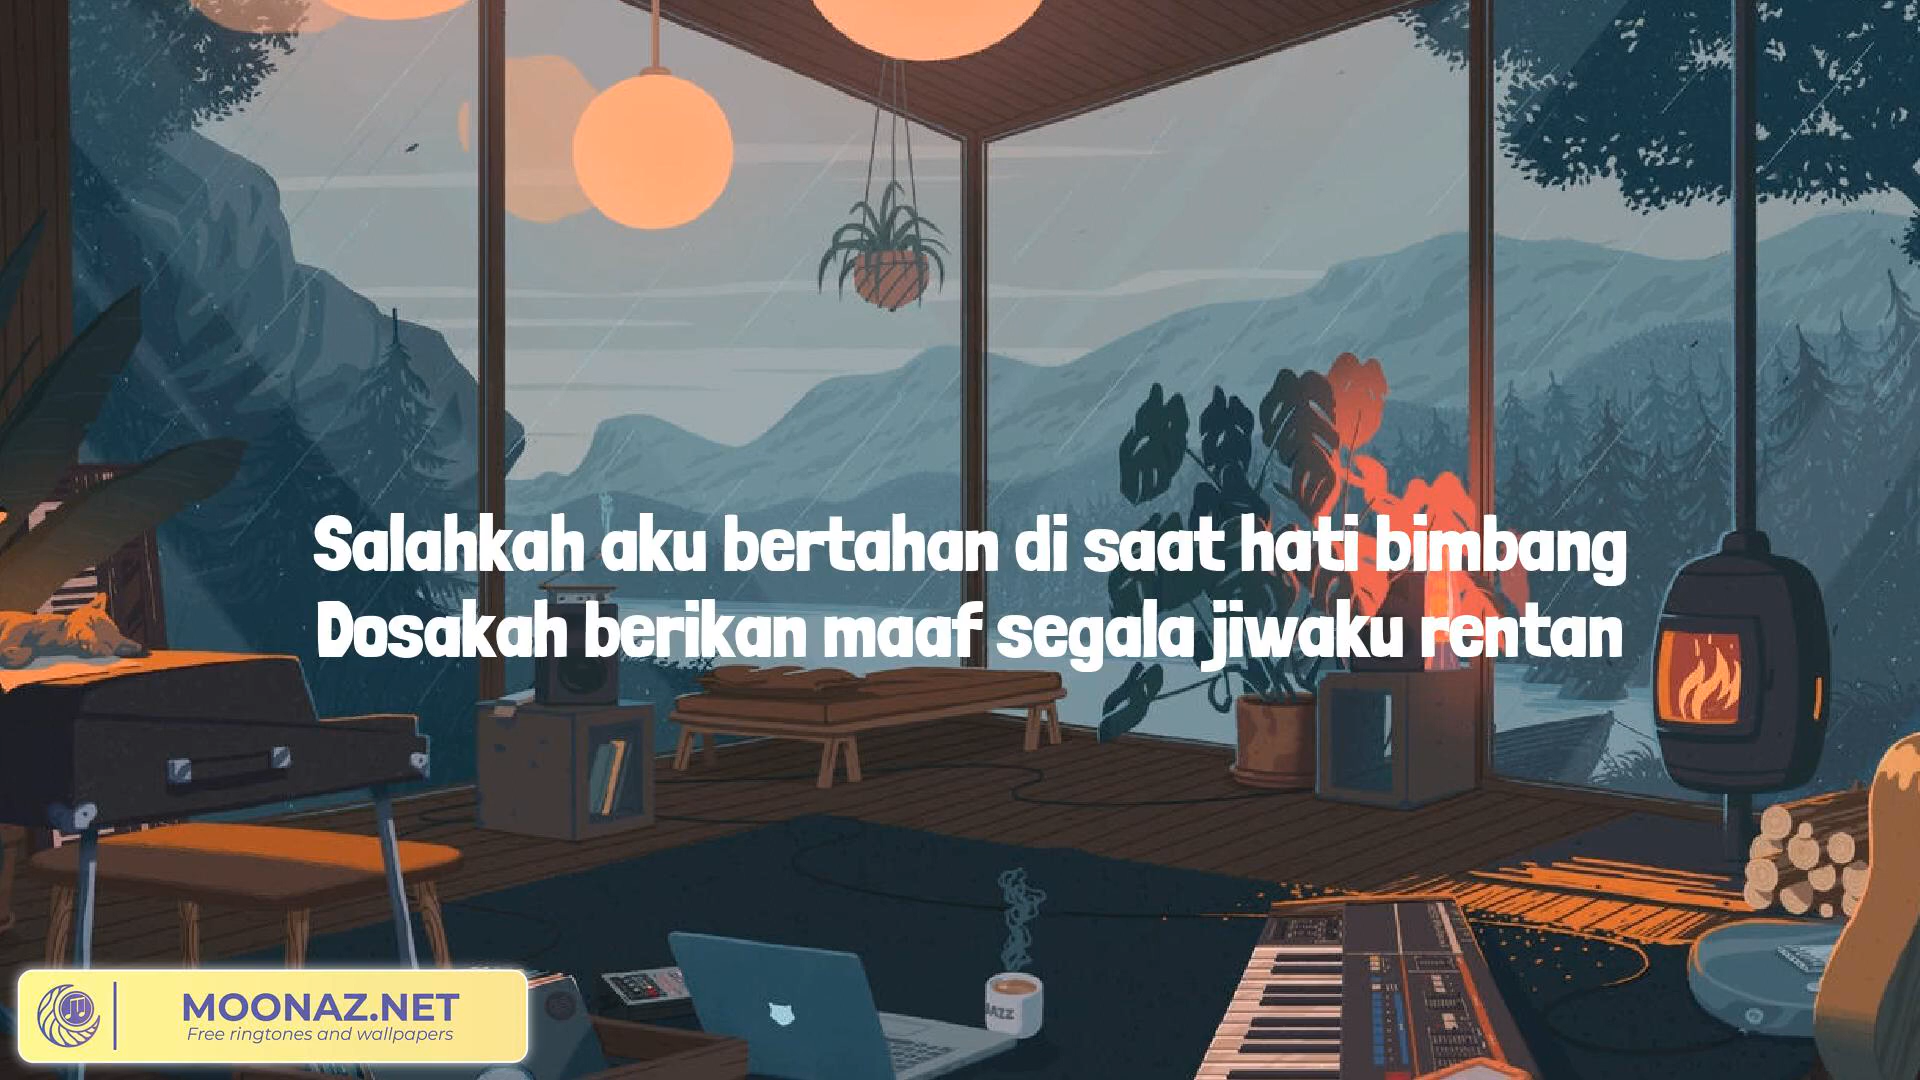 Salahkah aku bertahan di saat hati bimbang
Dosakah berikan maaf segala jiwaku rentan
JAZZ
MOONAZ.NET
Free ringtones and wallpapers